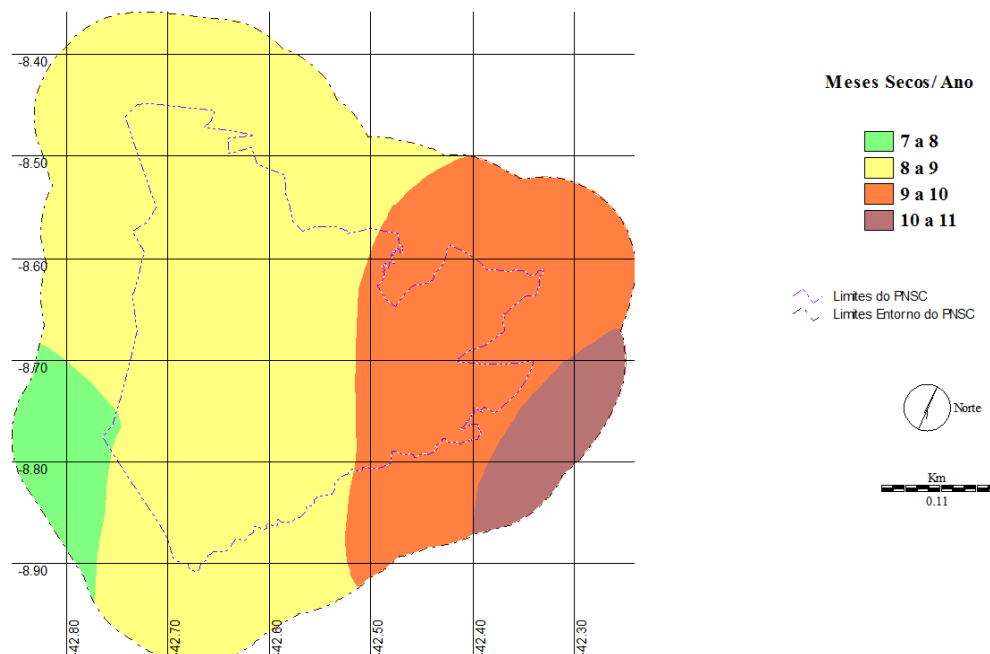 -8.40
-8.50
-8.60
-8.70
-8.80
-8.90
-42.80
-42.70
-42.60
-42.50
-42.40
-42.30
Meses Secos/ Ano
7 a 8
8 a 9
9 a 10
10 a 11
Limites do PNSC
Limites Entorno do PNSC
Norte
Km
0.11